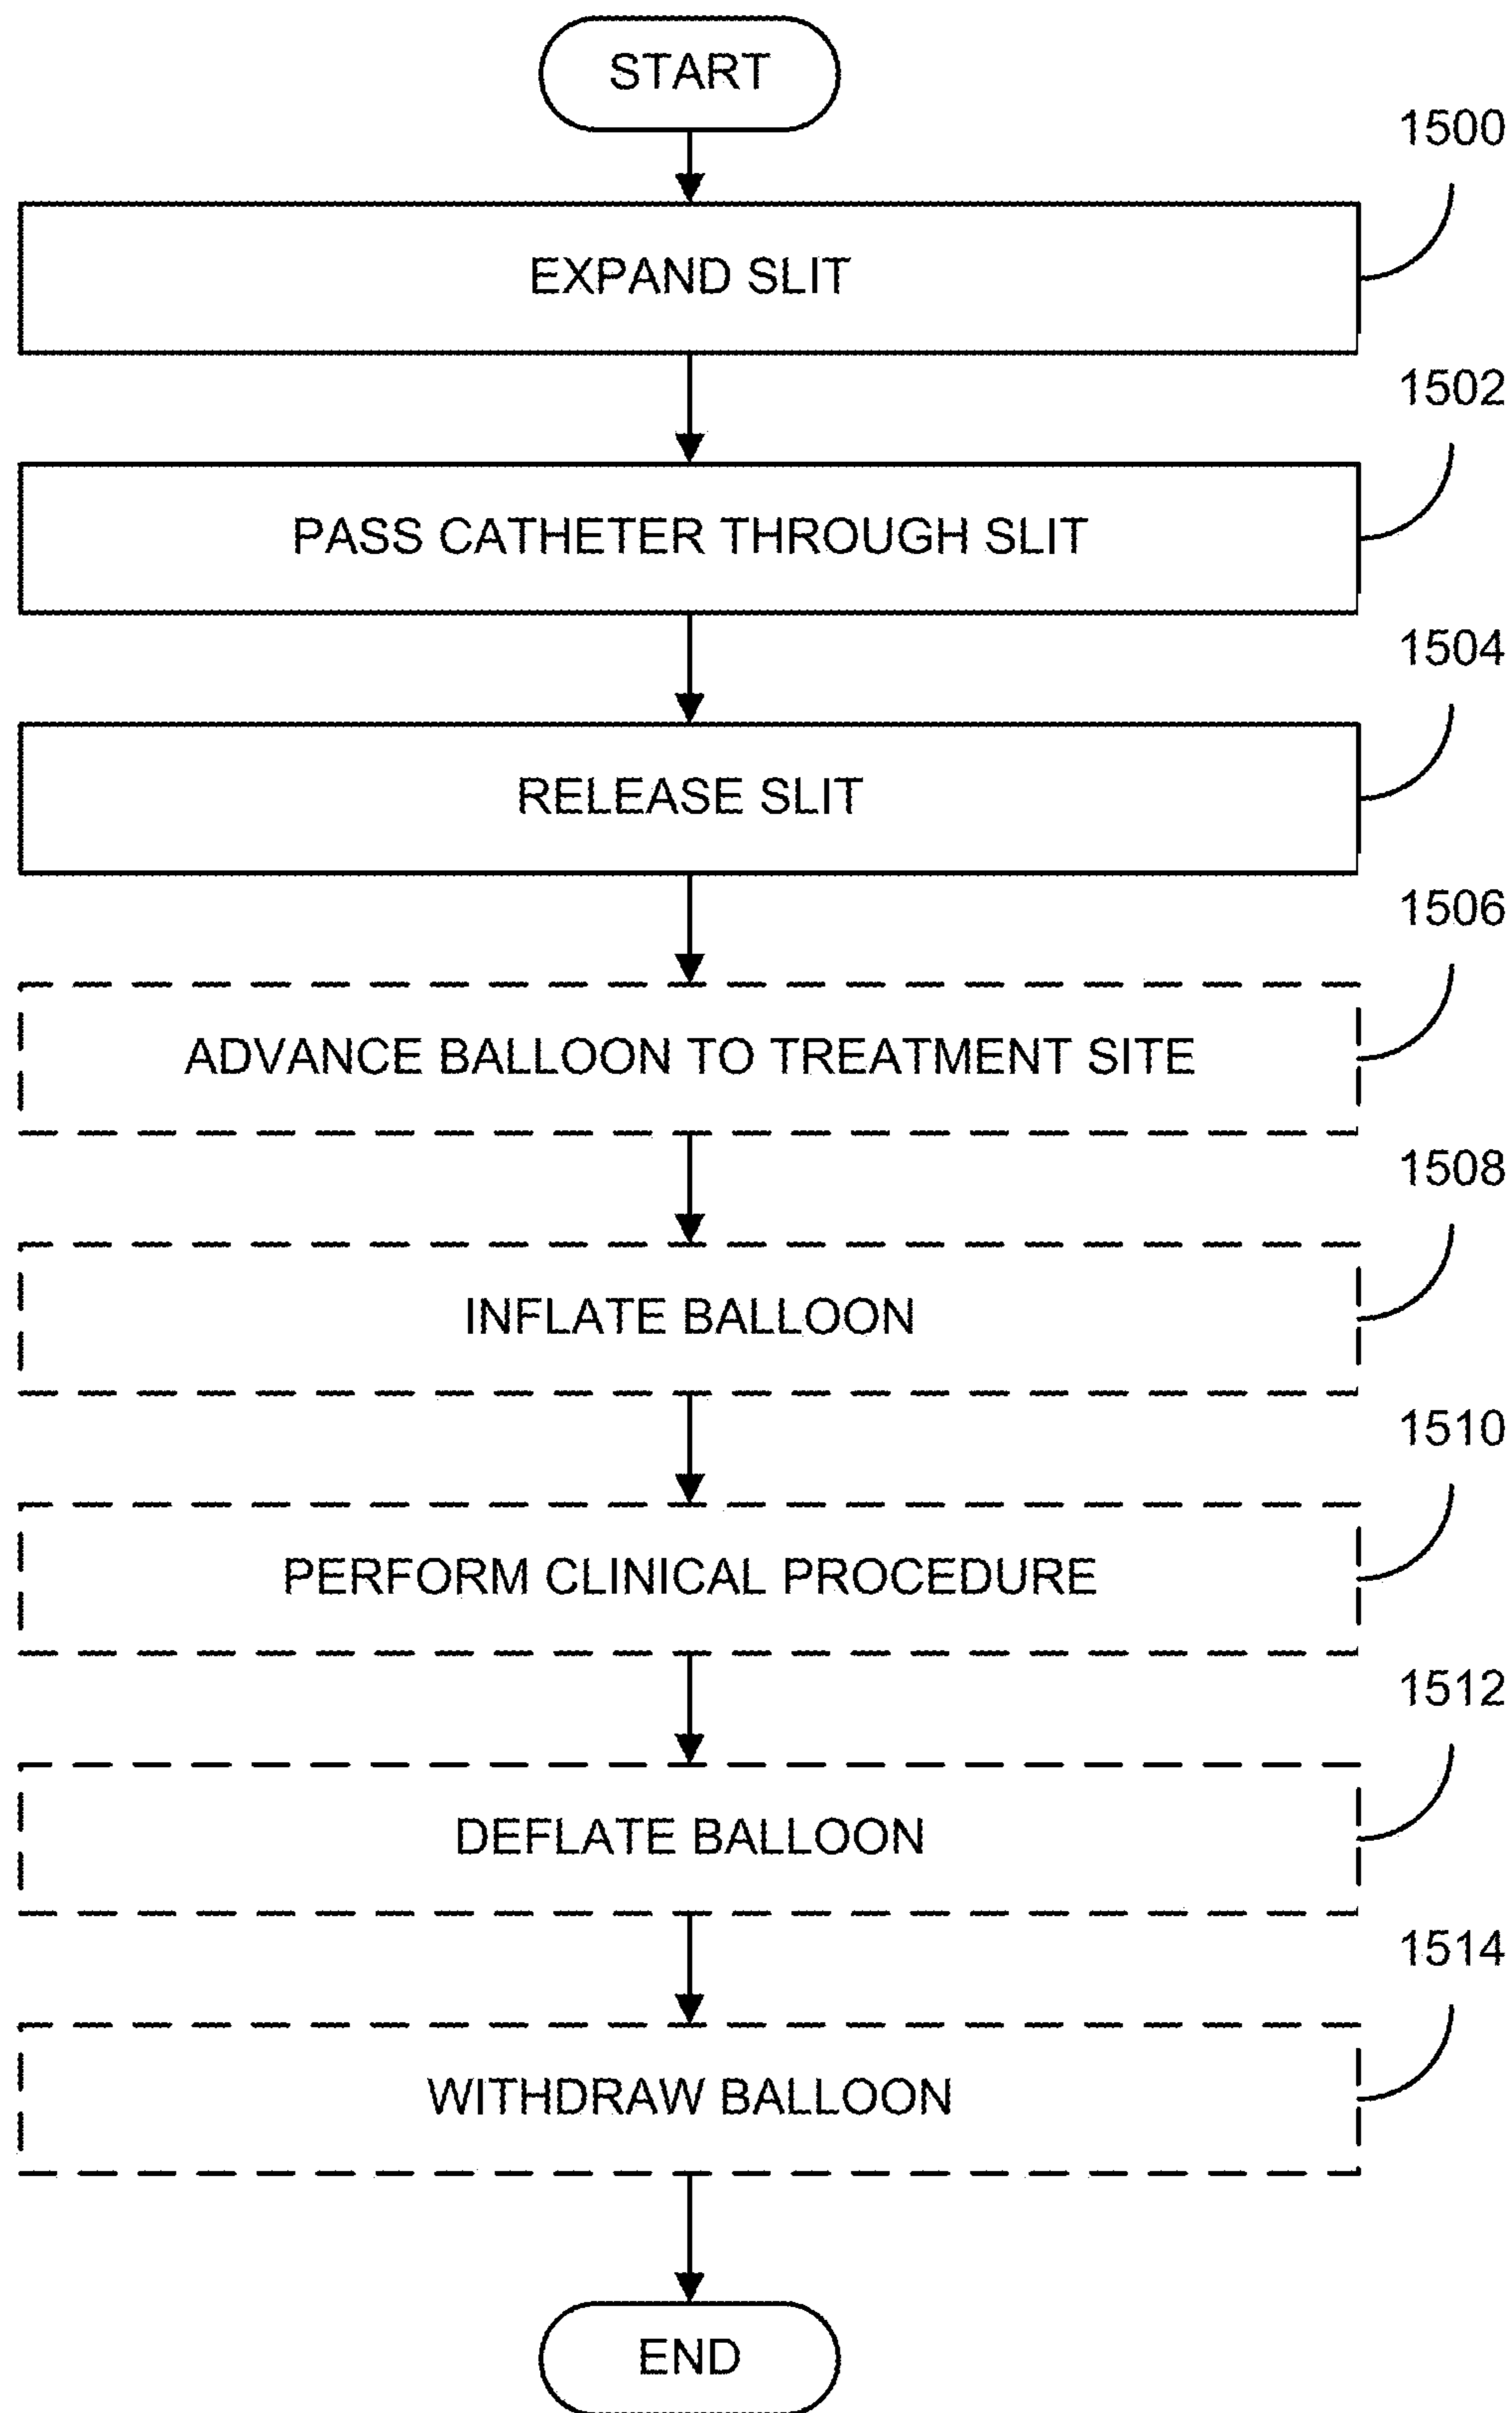 START
1500
EXPAND SLIT
1502
PASS CATHETER THROUGH SLIT
1504
RELEASE SLIT
1506
ADVANCE BALLOON TO TREATMENT SITE
1508
INFLATE BALLOON
1510
PERFORM CLINICAL PROCEDURE
1512
DEFLATE BALLOON
1514
WITHDRAW BALLOON
END